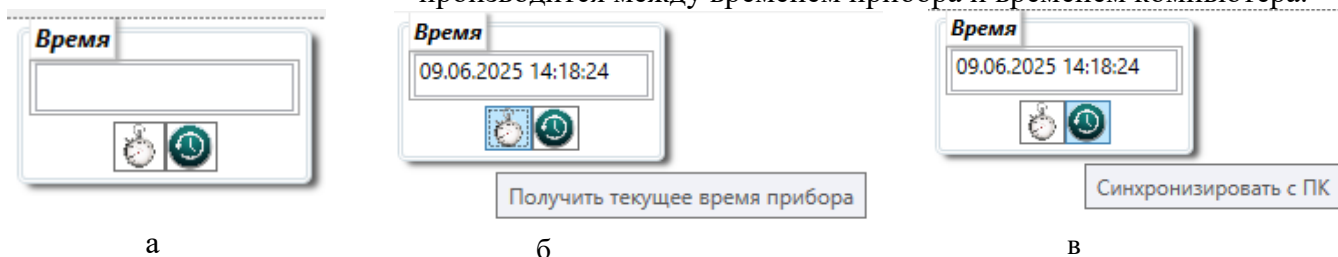 производится между временем прибора и временем компьютера.
Время
Время
09.06.2025 14:18:24
Получить текущее время прибора
Время
09.06.2025 14:18:24
Синхронизировать с ПК
а
б
в